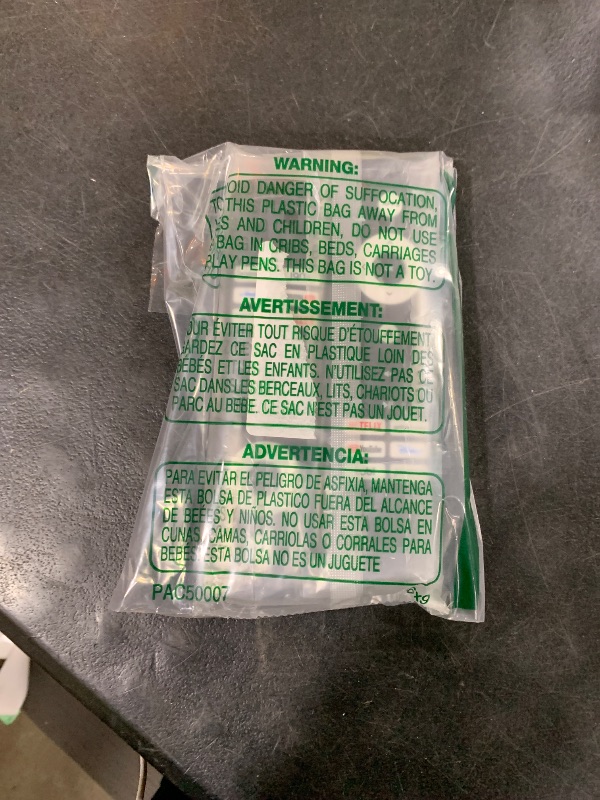 WARNING:
OID DANGER OF SUFFOCATION,
THIS PLASTIC BAG AWAY FROM
ES AND CHILDREN, DO NOT USE
BAG IN CRIBS, BEDS, CARRIAGES
PLAY PENS. THIS BAG IS NOT A TOY.
AVERTISSEMENT:
OUR ÉVITER TOUT RISQUE D'ÉTOUFFEMENT
ARDEZ CE SAC EN PLASTIQUE LOIN DES
BÉBÉS ET LES ENFANTS. N'UTILISEZ PAS CE
SAC DANS LES BERCEAUX, LITS, CHARIOTS OU
PARC AU BEBE. CE SAC N'EST PAS UN JOUET.
ADVERTENCIA:
PARA EVITAR EL PELIGRO DE ASFIXIA, MANTENGA
ESTA BOLSA DE PLASTICO FUERA DEL ALCANCE
DE BEBES Y NIÑOS. NO USAR ESTA BOLSA EN
CUNAS, CAMAS, CARRIOLAS O CORRALES PARA
BEBES. ESTA BOLSA NO ES UN JUGUETE
PAC50007
6x9